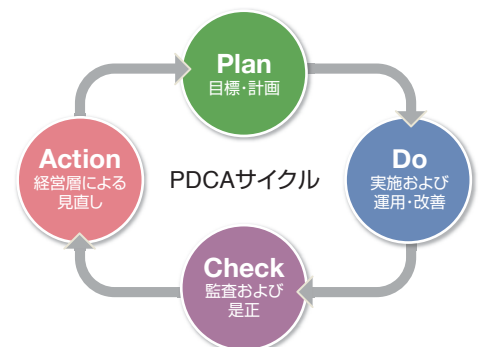 Plan
目標・計画
Do
実施および
運用・改善
Check
監査および
是正
Action
経営層による
見直し
PDCAサイクル